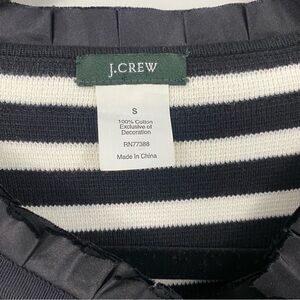 J.CREW
S
100% Cotton
Exclusive of
Decoration
RN77388
Made in China